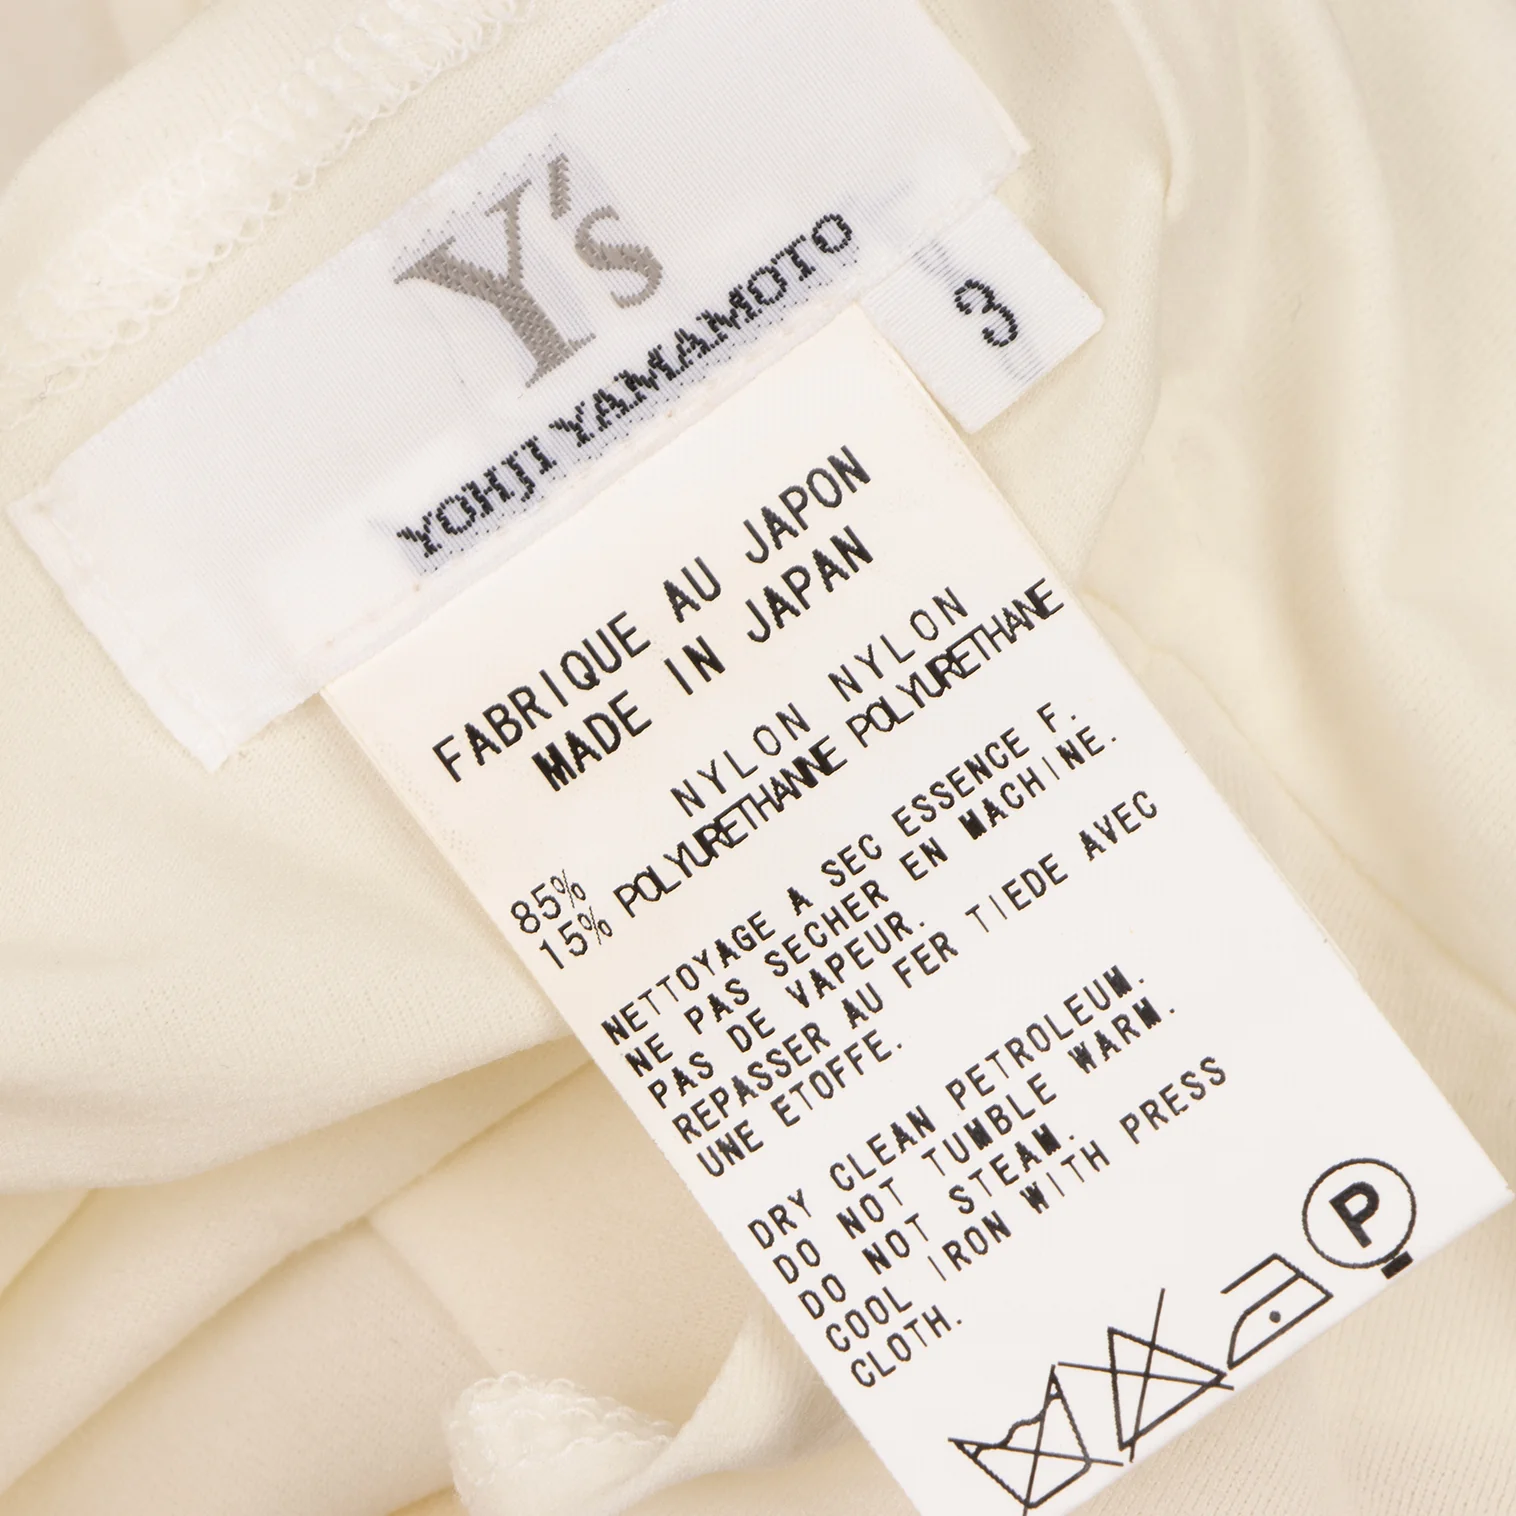 Y's
YOHJI YAMAMOTO
3
FABRIQUE AU JAPON
MADE IN JAPAN
NYLON NYLON
85%
15% POLYURETHANNE POLYURETHANE
NETTOYAGE A SEC ESSENCE F.
NE PAS SECHER EN MACHINE.
PAS DE VAPEUR.
REPASSER AU FER TIEDE AVEC
UNE ETOFFE.
DRY CLEAN PETROLEUM.
DO NOT TUMBLE WARM.
DO NOT STEAM.
COOL IRON WITH PRESS
CLOTH.
P